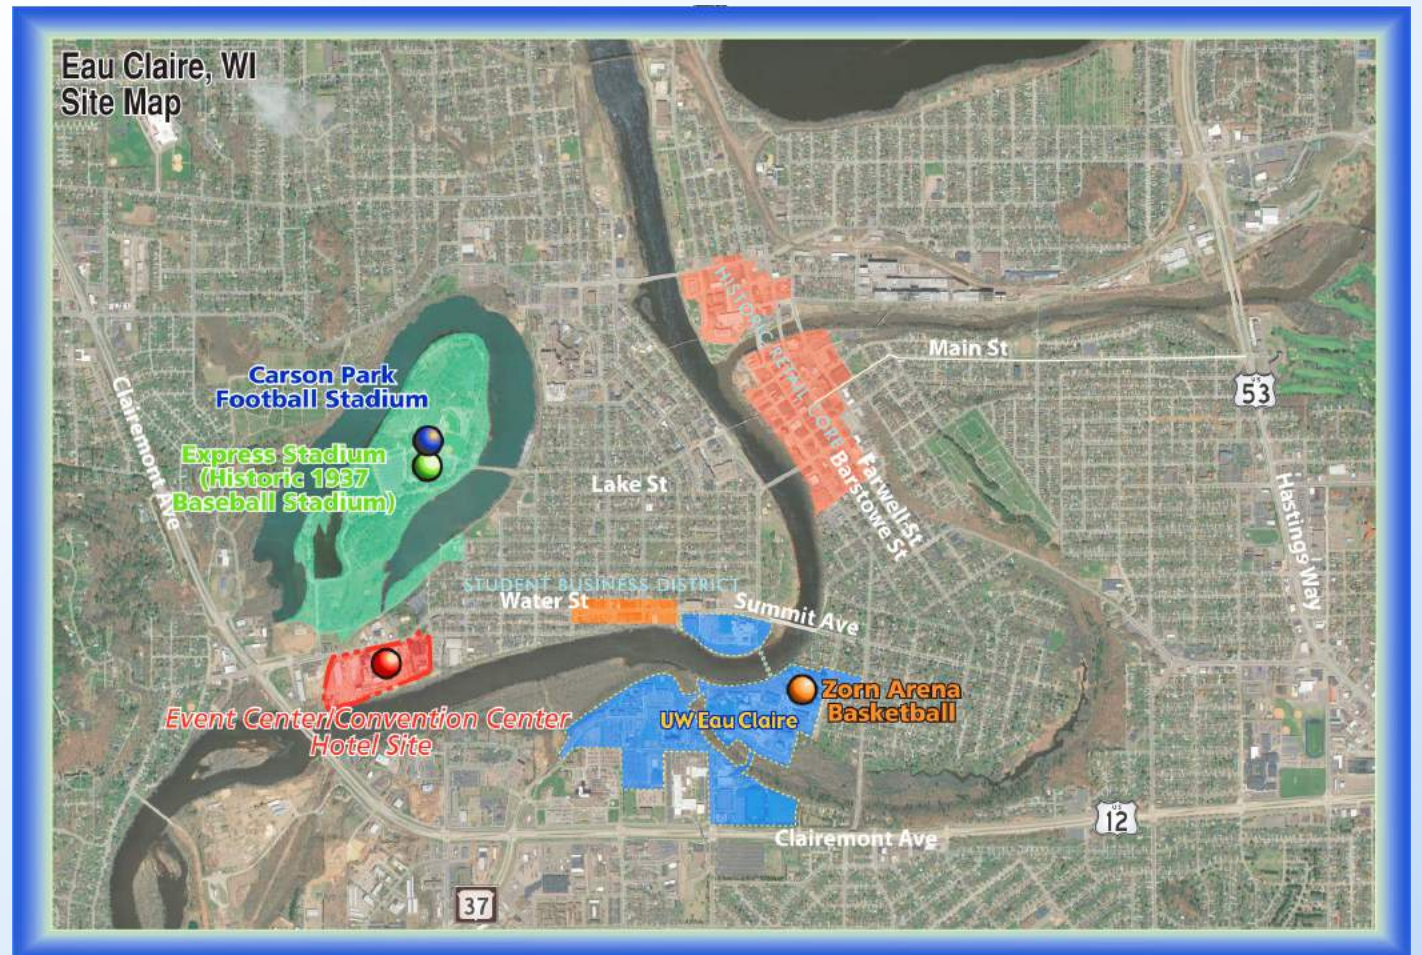 Eau Claire, WI
Site Map
HISTORIC RETAIL CORE
Main St
US
53
Carson Park
Football Stadium
Clairemont Ave
Express Stadium
(Historic 1937
Baseball Stadium)
Lake St
Farwell St
Barstowe St
Hastings Way
STUDENT BUSINESS DISTRICT
Water St
Summit Ave
Zorn Arena
Basketball
UW Eau Claire
Event Center/Convention Center
Hotel Site
US
12
Clairemont Ave
37